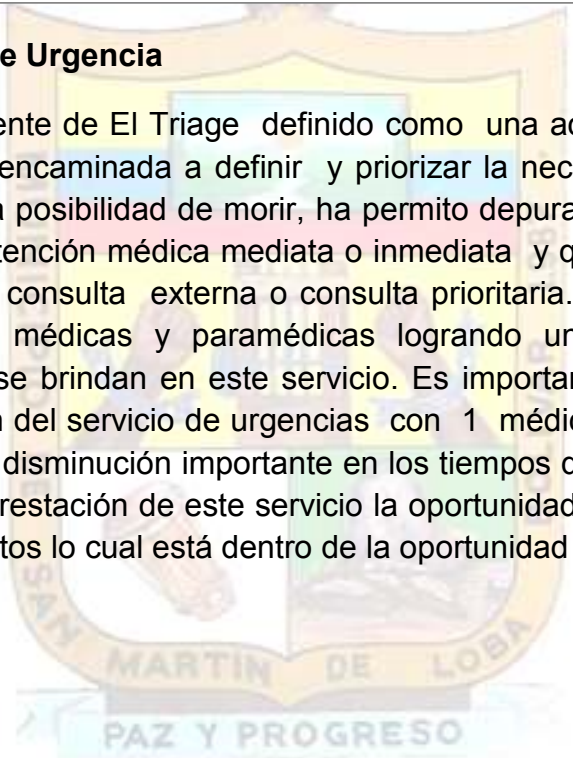 e Urgencia
ente de El Triage definido como una ac
encaminada a definir y priorizar la nec
a posibilidad de morir, ha permito depura
tención médica mediata o inmediata y q
consulta externa o consulta prioritaria.
médicas y paramédicas logrando un
se brindan en este servicio. Es importar
n del servicio de urgencias con 1 médic
disminución importante en los tiempos d
restación de este servicio la oportunidad
tos lo cual está dentro de la oportunidad
SAN MARTIN DE LOBA
PAZ Y PROGRESO